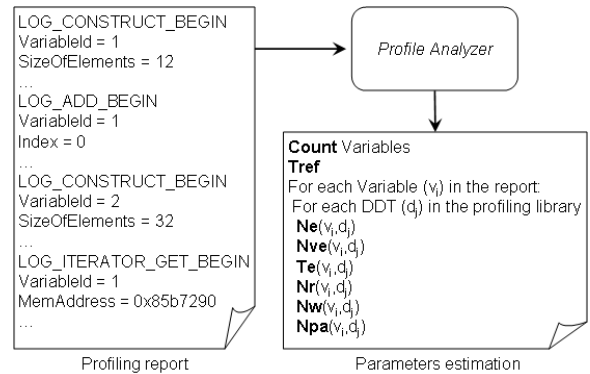 LOG_CONSTRUCT_BEGIN
VariableId = 1
SizeOfElements = 12
...
LOG_ADD_BEGIN
VariableId = 1
Index = 0
...
LOG_CONSTRUCT_BEGIN
VariableId = 2
SizeOfElements = 32
...
LOG_ITERATOR_GET_BEGIN
VariableId = 1
MemAddress = 0x85b7290
...
Profiling report
Profile Analyzer
Count Variables
Tref
For each Variable (vi) in the report:
For each DDT (dj) in the profiling library
Ne(vi,dj)
Nve(vi,dj)
Te(vi,dj)
Nr(vi,dj)
Nw(vi,dj)
Npa(vi,dj)
Parameters estimation